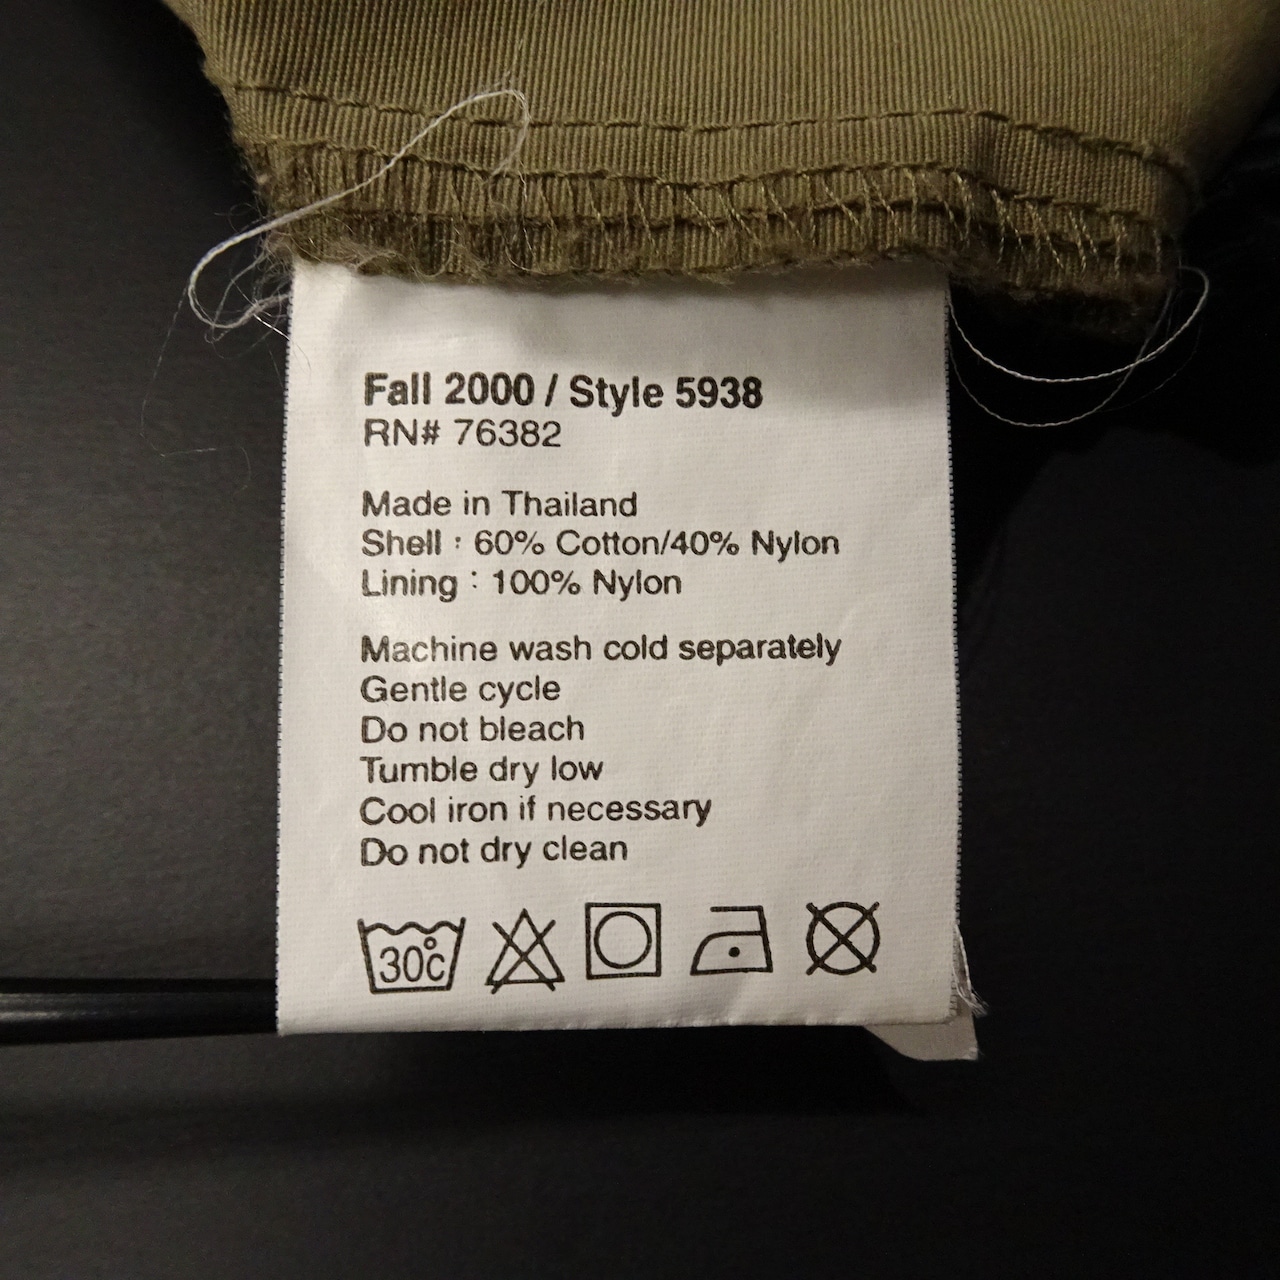 Fall 2000 / Style 5938
RN# 76382
Made in Thailand
Shell : 60% Cotton/40% Nylon
Lining : 100% Nylon
Machine wash cold separately
Gentle cycle
Do not bleach
Tumble dry low
Cool iron if necessary
Do not dry clean
30°c